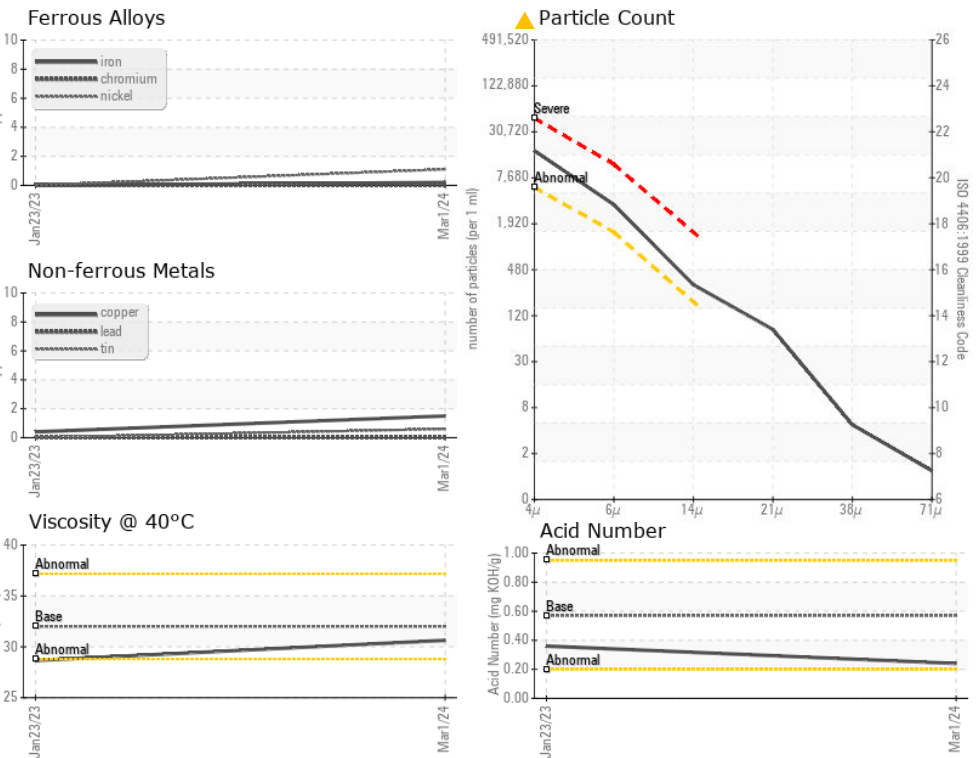 Ferrous Alloys
10
8
6
4
2
0
iron
chromium
nickel
Jan23/23
Mar1/24
Non-ferrous Metals
10
8
6
4
2
0
copper
lead
tin
Jan23/23
Mar1/24
Viscosity @ 40ºC
40
35
30
25
Abnormal
Base
Abnormal
Jan23/23
Mar1/24
Particle Count
number of particles (per 1 ml)
491,520
122,880
30,720
7,680
1,920
480
120
30
8
2
0
Severe
Abnormal
26
24
22
20
18
16
14
12
10
8
6
ISO 4406:1999 Cleanliness Code
4µ
6µ
14µ
21µ
38µ
71µ
Acid Number
Acid Number (mg KOH/g)
1.00
0.80
0.60
0.40
0.20
0.00
Abnormal
Base
Abnormal
Jan23/23
Mar1/24